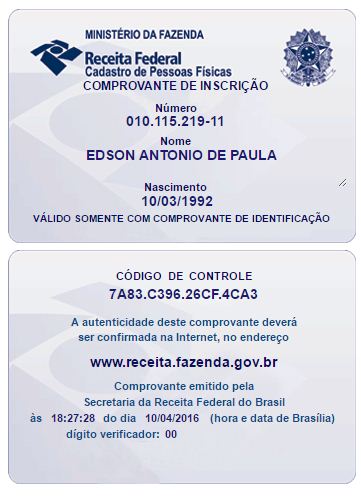 MINISTÉRIO DA FAZENDA
Receita Federal
Cadastro de Pessoas Físicas
COMPROVANTE DE INSCRIÇÃO
Número
010.115.219-11
Nome
EDSON ANTONIO DE PAULA
Nascimento
10/03/1992
VÁLIDO SOMENTE COM COMPROVANTE DE IDENTIFICAÇÃO
CÓDIGO DE CONTROLE
7A83.C396.26CF.4CA3
A autenticidade deste comprovante deverá
ser confirmada na Internet, no endereço
www.receita.fazenda.gov.br
Comprovante emitido pela
Secretaria da Receita Federal do Brasil
às 18:27:28 do dia 10/04/2016 (hora e data de Brasília)
dígito verificador: 00